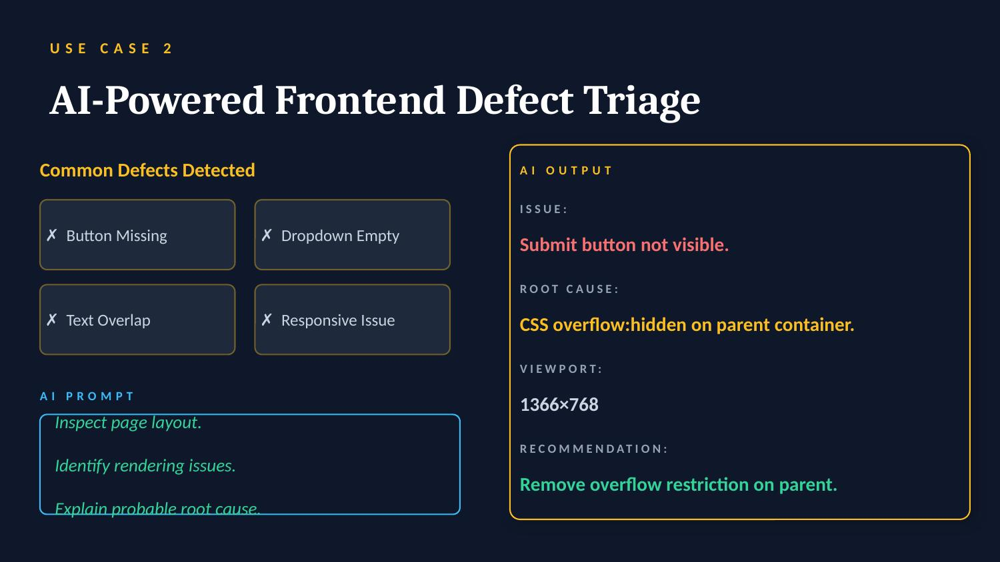 USE CASE 2
AI-Powered Frontend Defect Triage
Common Defects Detected
✗ Button Missing
✗ Dropdown Empty
✗ Text Overlap
✗ Responsive Issue
AI PROMPT
Inspect page layout.
Identify rendering issues.
Explain probable root cause.
AI OUTPUT
ISSUE:
Submit button not visible.
ROOT CAUSE:
CSS overflow:hidden on parent container.
VIEWPORT:
1366×768
RECOMMENDATION:
Remove overflow restriction on parent.